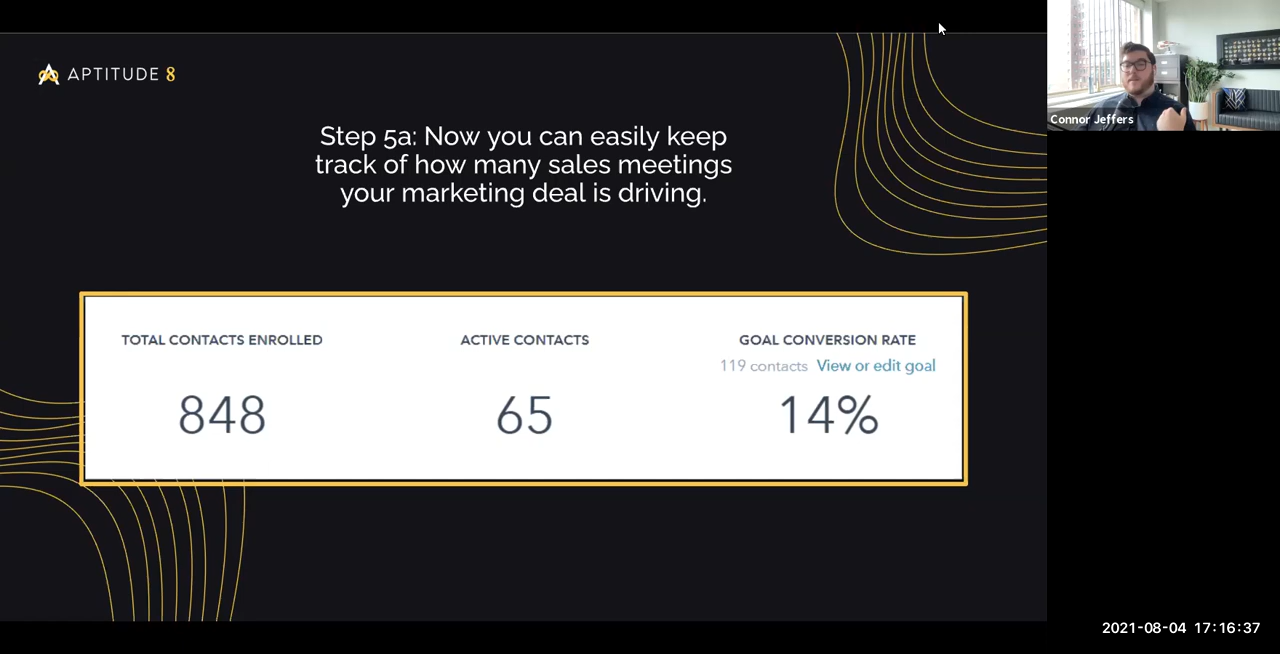 APTITUDE 8
Step 5a: Now you can easily keep
track of how many sales meetings
your marketing deal is driving.
TOTAL CONTACTS ENROLLED
848
ACTIVE CONTACTS
65
GOAL CONVERSION RATE
119 contacts View or edit goal
14%
Connor Jeffers
2021-08-04 17:16:37